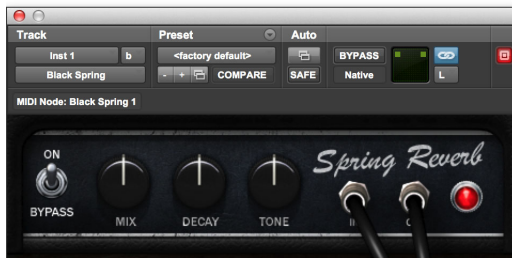 Track Preset Auto
Inst 1 b <factory default> BYPASS
Black Spring - + COMPARE SAFE Native L
MIDI Node: Black Spring 1
ON
BYPASS
Spring Reverb
MIX DECAY TONE